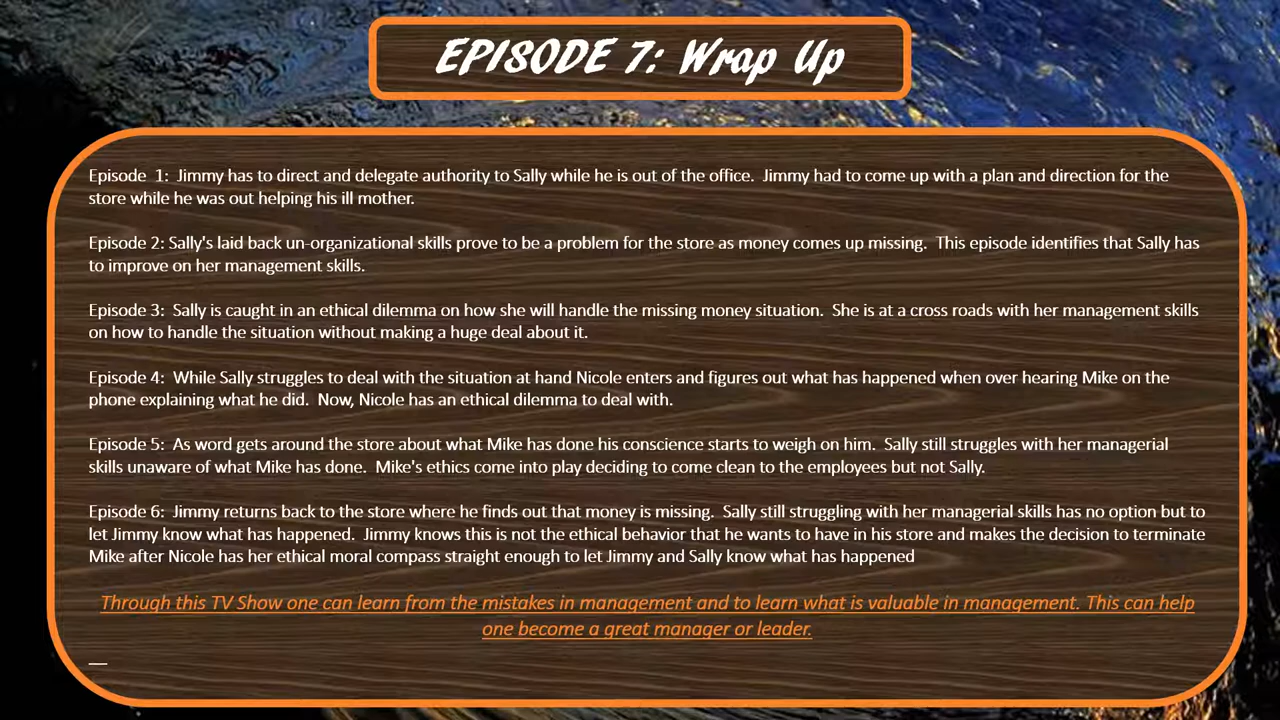 EPISODE 7: Wrap Up
Episode  1:  Jimmy has to direct and delegate authority to Sally while he is out of the office.  Jimmy had to come up with a plan and direction for the
store while he was out helping his ill mother.
Episode 2: Sally's laid back un-organizational skills prove to be a problem for the store as money comes up missing.  This episode identifies that Sally has
to improve on her management skills.
Episode 3:  Sally is caught in an ethical dilemma on how she will handle the missing money situation.  She is at a cross roads with her management skills
on how to handle the situation without making a huge deal about it.
Episode 4:  While Sally struggles to deal with the situation at hand Nicole enters and figures out what has happened when over hearing Mike on the
phone explaining what he did.  Now, Nicole has an ethical dilemma to deal with.
Episode 5:  As word gets around the store about what Mike has done his conscience starts to weigh on him.  Sally still struggles with her managerial
skills unaware of what Mike has done.  Mike's ethics come into play deciding to come clean to the employees but not Sally.
Episode 6:  Jimmy returns back to the store where he finds out that money is missing.  Sally still struggling with her managerial skills has no option but to
let Jimmy know what has happened.  Jimmy knows this is not the ethical behavior that he wants to have in his store and makes the decision to terminate
Mike after Nicole has her ethical moral compass straight enough to let Jimmy and Sally know what has happened
Through this TV Show one can learn from the mistakes in management and to learn what is valuable in management. This can help
one become a great manager or leader.